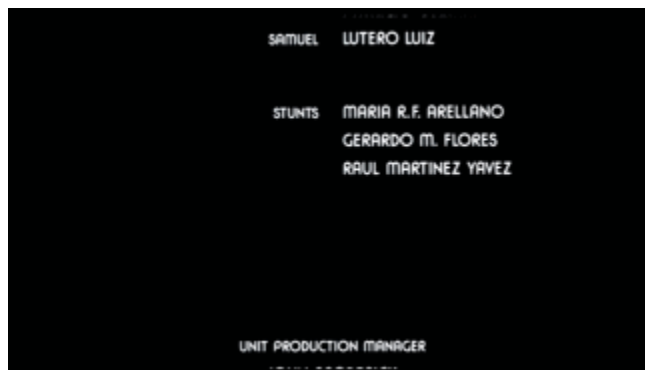 SAMUEL LUTERO LUIZ
STUNTS MARIA R.F. ARELLANO
GERARDO M. FLORES
RAUL MARTINEZ YAVEZ
UNIT PRODUCTION MANAGER